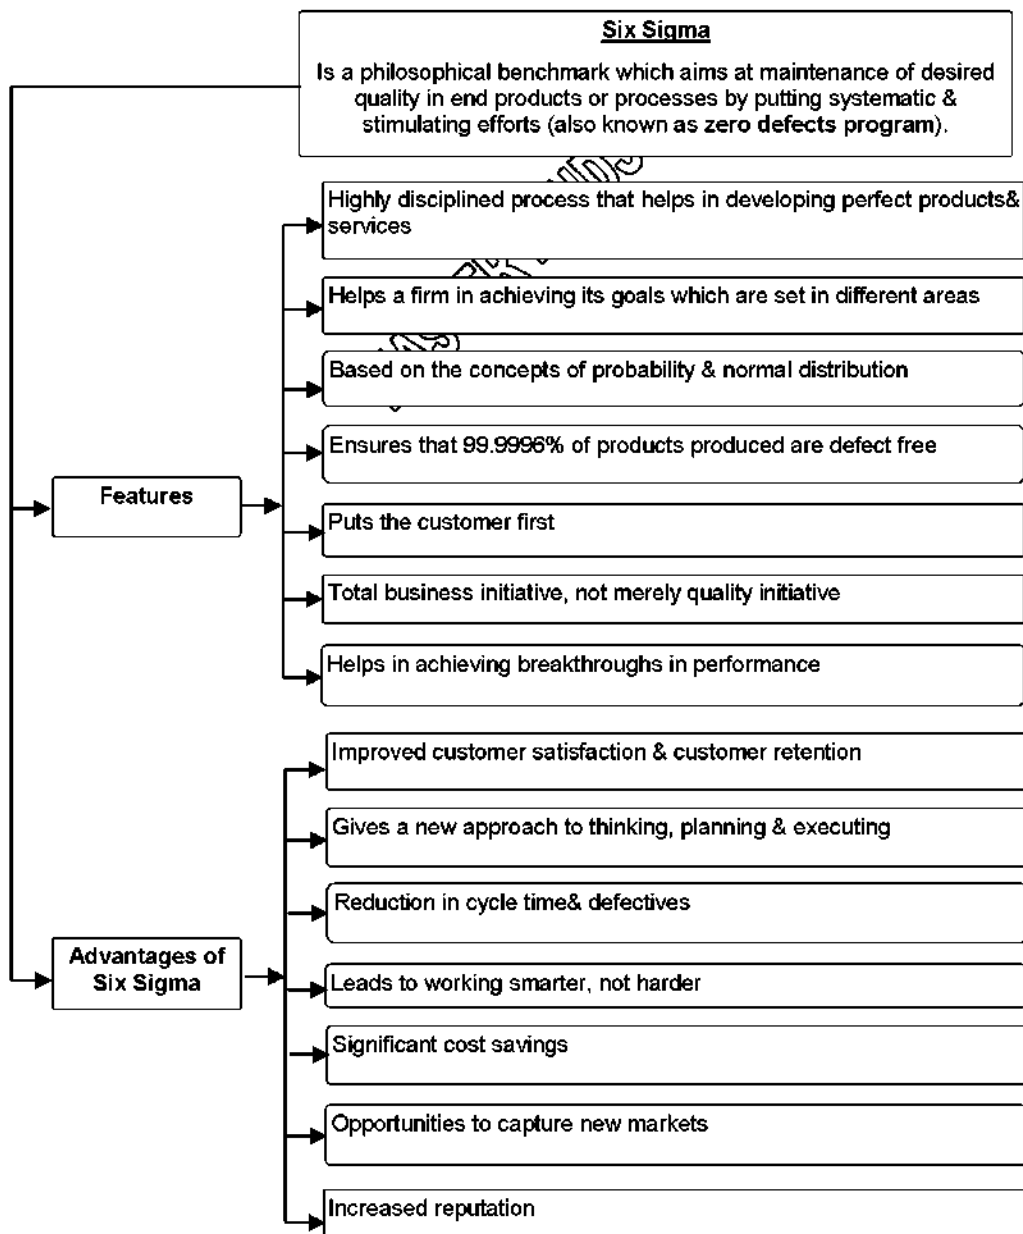 Six Sigma
Is a philosophical benchmark which aims at maintenance of desired
quality in end products or processes by putting systematic &
stimulating efforts (also known as zero defects program).
Highly disciplined process that helps in developing perfect products&
services
Helps a firm in achieving its goals which are set in different areas
Based on the concepts of probability & normal distribution
Ensures that 99.9996% of products produced are defect free
Features
Puts the customer first
Total business initiative, not merely quality initiative
Helps in achieving breakthroughs in performance
Improved customer satisfaction & customer retention
Gives a new approach to thinking, planning & executing
Reduction in cycle time& defectives
Advantages of
Six Sigma
Leads to working smarter, not harder
Significant cost savings
Opportunities to capture new markets
Increased reputation